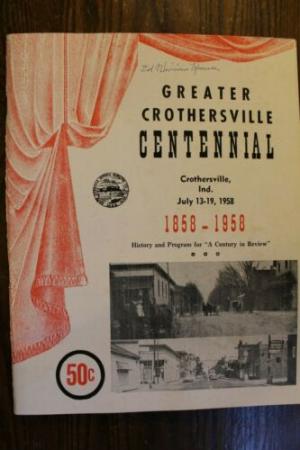 GREATER
CROTHERSVILLE
CENTENNIAL
Crothersville,
Ind.
July 13-19, 1958
1858 - 1958
History and Program for "A Century in Review"
50c